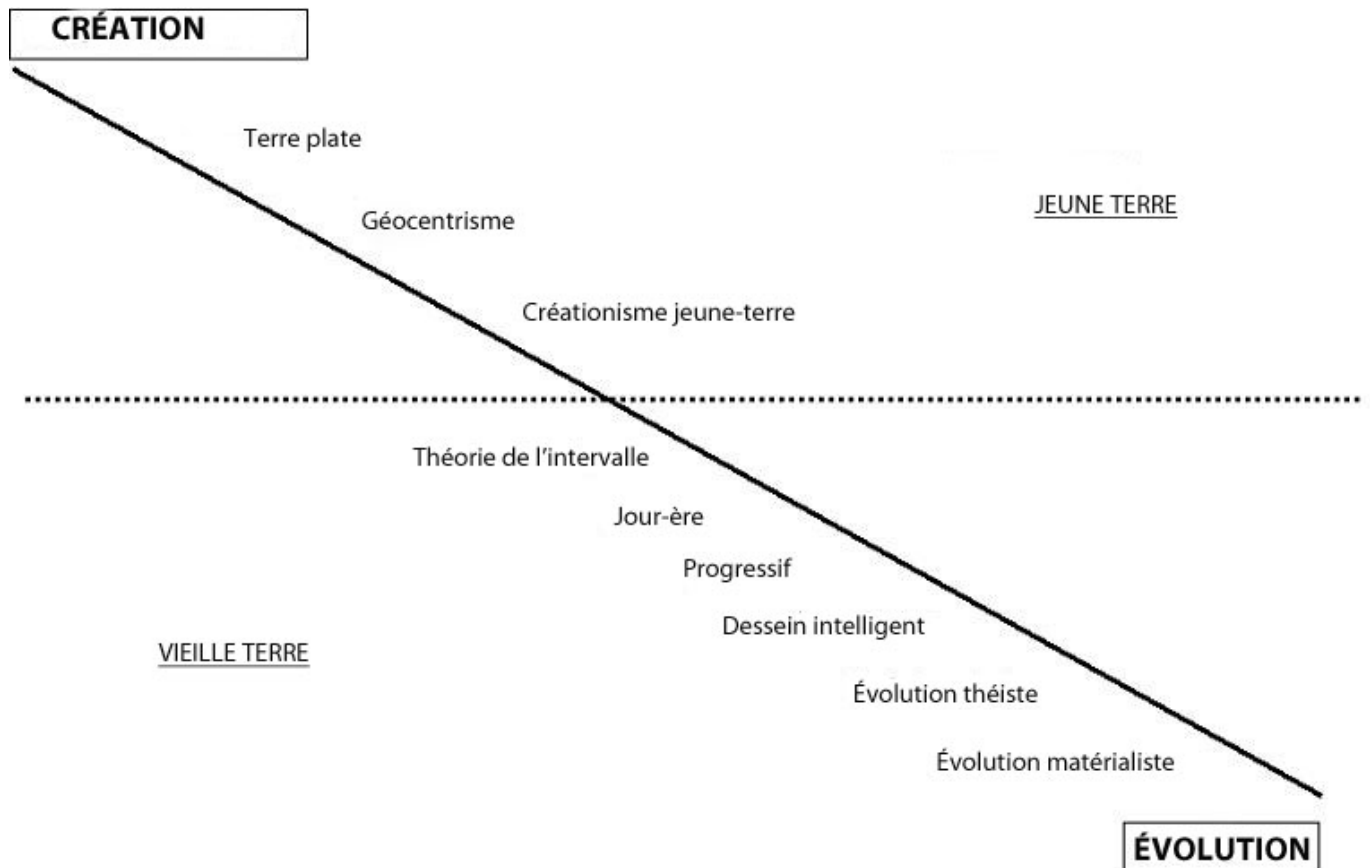 CRÉATION
Terre plate
JEUNE TERRE
Géocentrisme
Créationisme jeune-terre
Théorie de l'intervalle
Jour-ère
Progressif
Dessein intelligent
VIEILLE TERRE
Évolution théiste
Évolution matérialiste
ÉVOLUTION